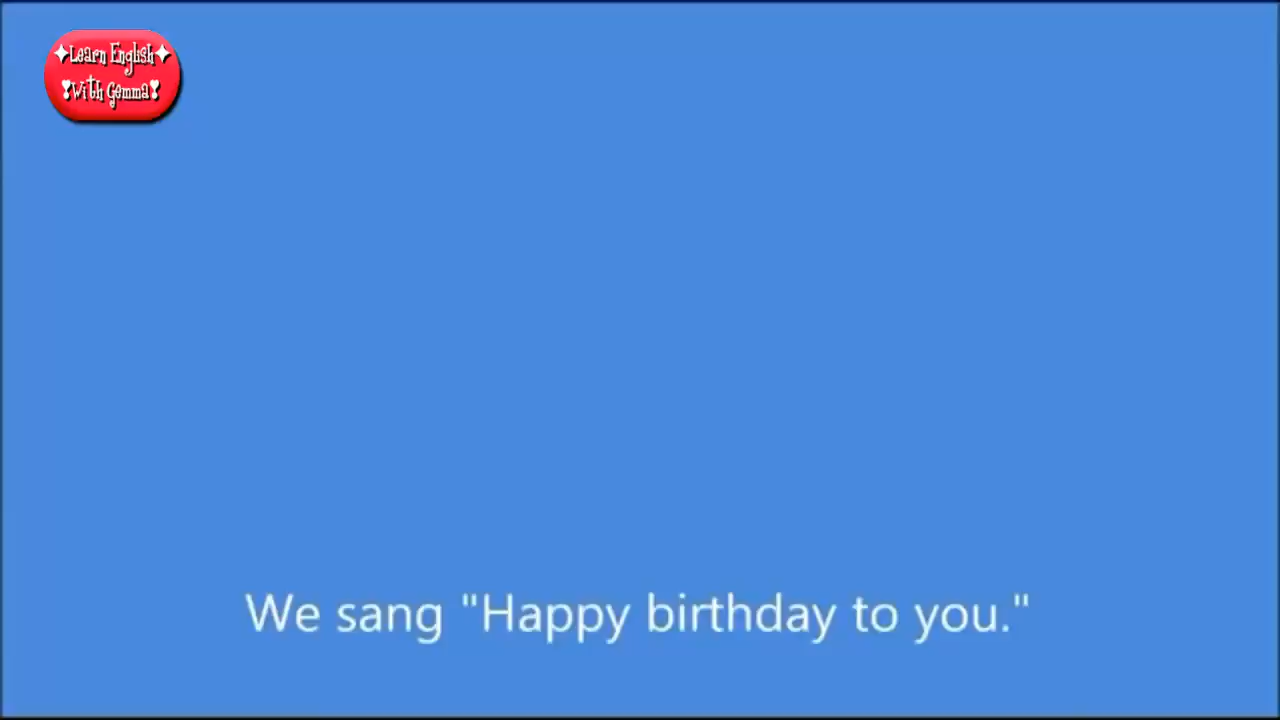 ✦Learn English✦
❣With Gemma❣
We sang "Happy birthday to you."